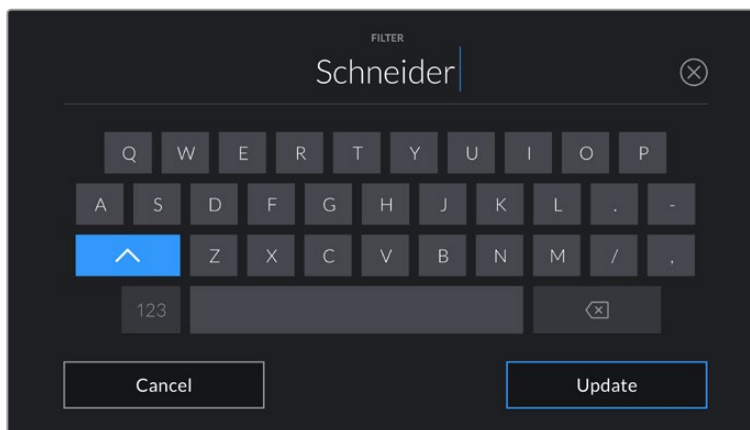 FILTER
Schneider
Q W E R T Y U I O P
A S D F G H J K L . -
Z X C V B N M / ,
123
Cancel Update